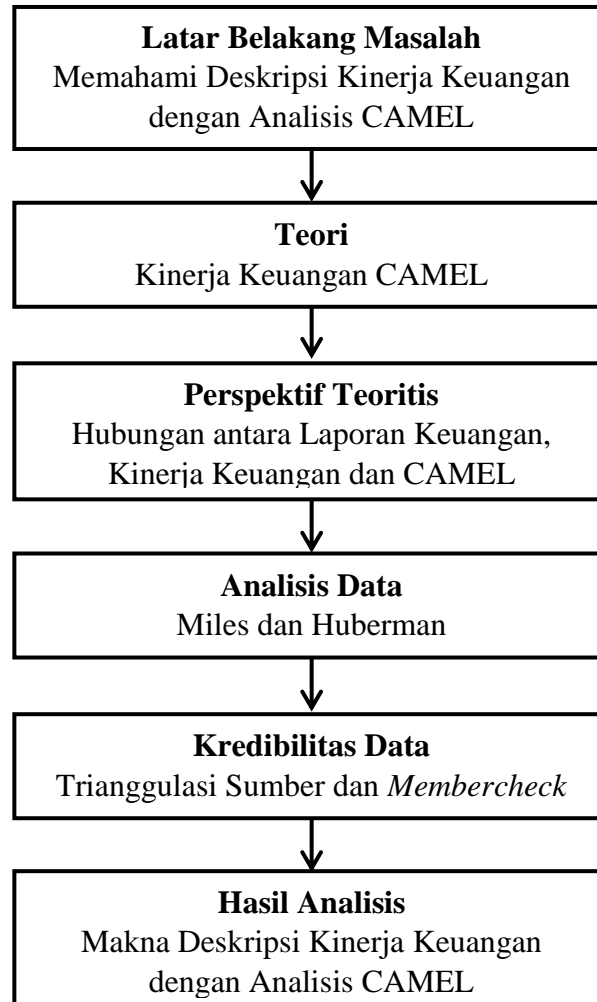 Latar Belakang Masalah
Memahami Deskripsi Kinerja Keuangan
dengan Analisis CAMEL
Teori
Kinerja Keuangan CAMEL
Perspektif Teoritis
Hubungan antara Laporan Keuangan,
Kinerja Keuangan dan CAMEL
Analisis Data
Miles dan Huberman
Kredibilitas Data
Trianggulasi Sumber dan Membercheck
Hasil Analisis
Makna Deskripsi Kinerja Keuangan
dengan Analisis CAMEL